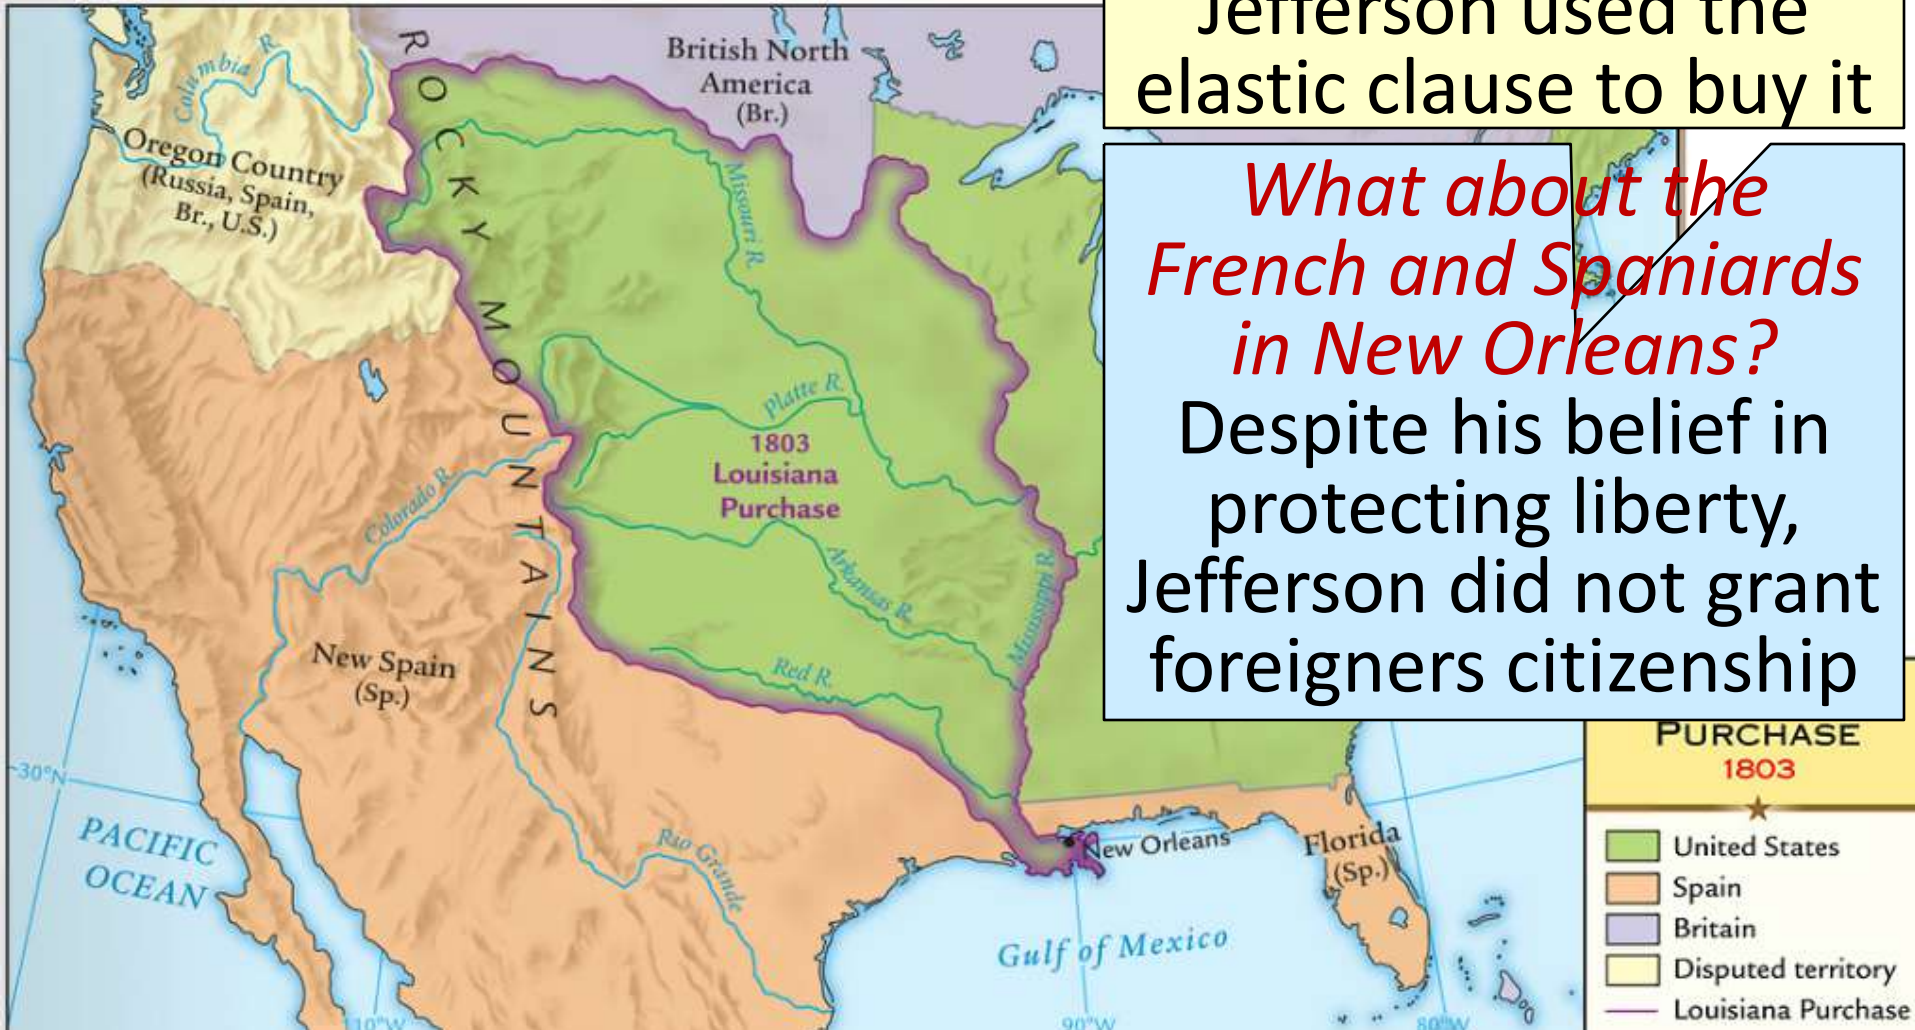 Jefferson used the
elastic clause to buy it
What about the
French and Spaniards
in New Orleans?
Despite his belief in
protecting liberty,
Jefferson did not grant
foreigners citizenship
British North
America
(Br.)
ROCKY MOUNTAINS
Columbia R.
Oregon Country
(Russia, Spain,
Br., U.S.)
Missouri R.
Platte R.
1803
Louisiana
Purchase
Colorado R.
Arkansas R.
Mississippi R.
Red R.
New Spain
(Sp.)
30°N
PACIFIC
OCEAN
Rio Grande
New Orleans
Florida
(Sp.)
Gulf of Mexico
110°W
90°W
80°W
PURCHASE
1803
United States
Spain
Britain
Disputed territory
Louisiana Purchase